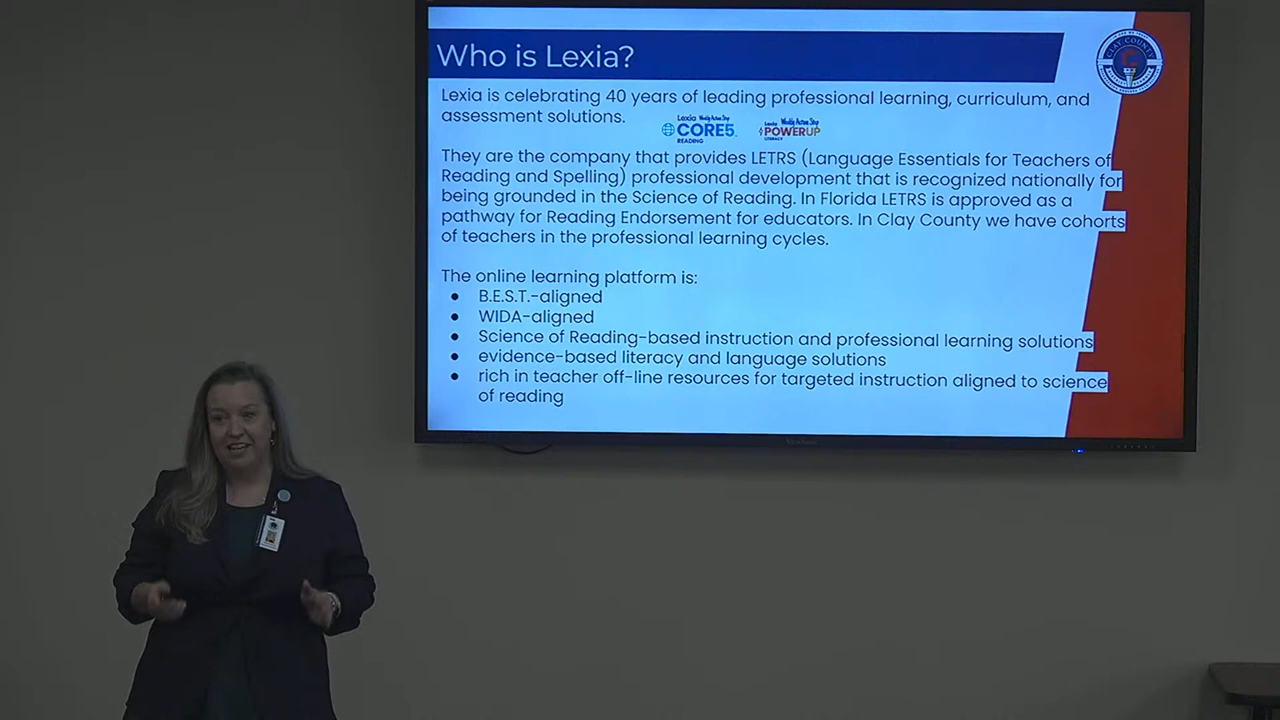 Who is Lexia?
CLAY COUNTY
Lexia is celebrating 40 years of leading professional learning, curriculum, and
assessment solutions.
Lexia
CORE5
READING
Lexia
POWERUP
LITERACY
They are the company that provides LETRS (Language Essentials for Teachers of
Reading and Spelling) professional development that is recognized nationally for
being grounded in the Science of Reading. In Florida LETRS is approved as a
pathway for Reading Endorsement for educators. In Clay County we have cohorts
of teachers in the professional learning cycles.
The online learning platform is:
● B.E.S.T.-aligned
● WIDA-aligned
● Science of Reading-based instruction and professional learning solutions
● evidence-based literacy and language solutions
● rich in teacher off-line resources for targeted instruction aligned to science
of reading
ViewSonic